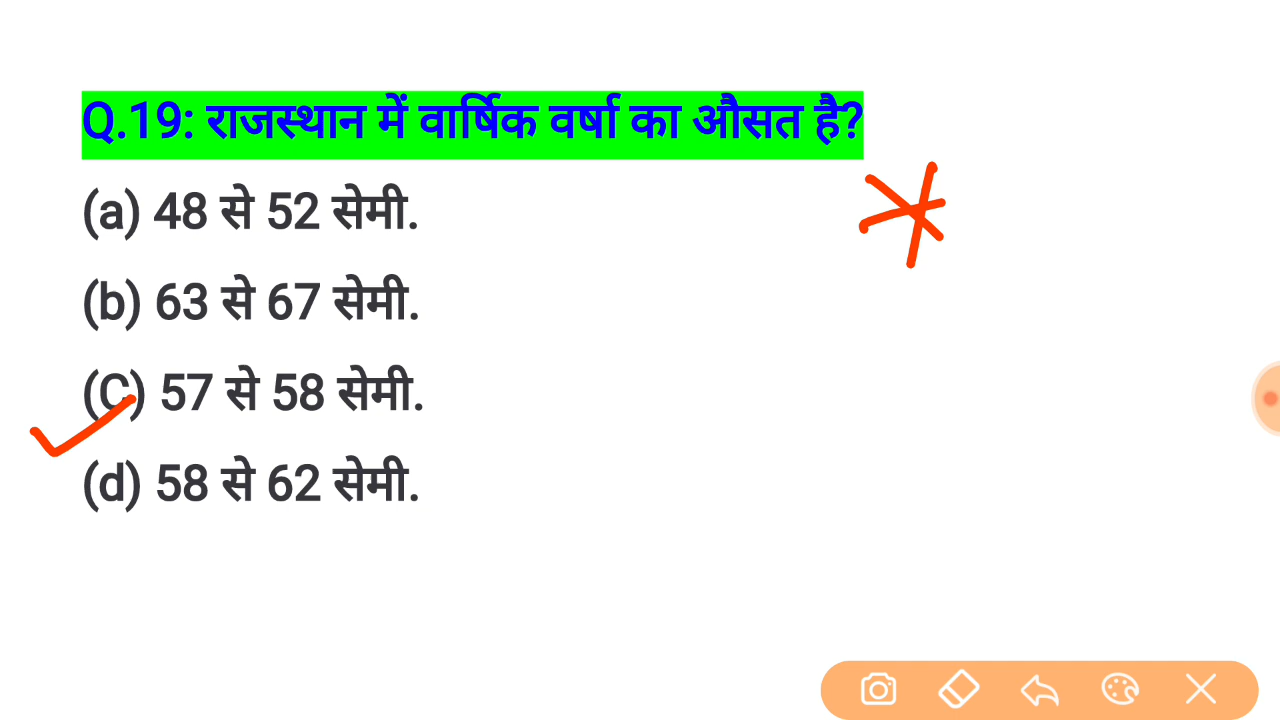 Q.19: राजस्थान में वार्षिक वर्षा का औसत है?
(a) 48 से 52 सेमी.
(b) 63 से 67 सेमी.
(C) 57 से 58 सेमी.
(d) 58 से 62 सेमी.